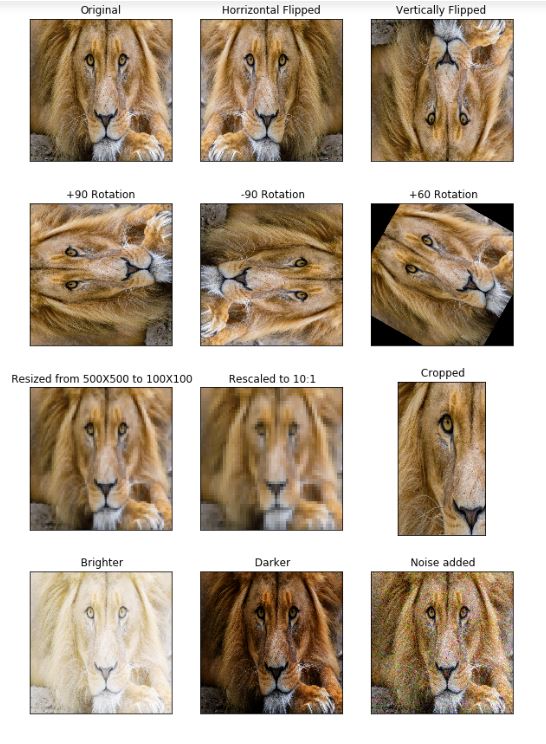 Original
Horrizontal Flipped
Vertically Flipped
+90 Rotation
-90 Rotation
+60 Rotation
Resized from 500X500 to 100X100
Rescaled to 10:1
Cropped
Brighter
Darker
Noise added